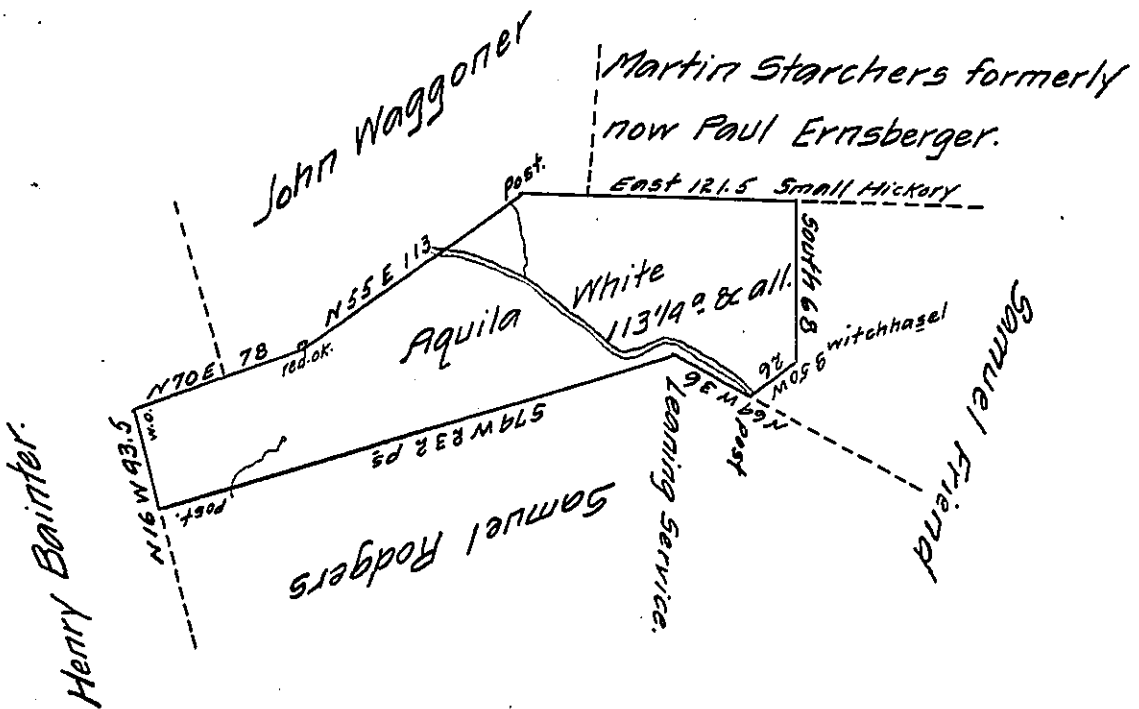 John Waggoner
Martin Starchers formerly
now Paul Ernsberger.
post.
East 121.5 Small Hickory
N 55 E 113
South 68
White
113 1/4 a & all.
Aquila
Samuel Friend
N 70 E 78
red.ok.
witchhasel
S 50 W
26
N 64 W 36
post
w.o.
N 16 W 93.5
S 74 W 232 ps
Post.
Leaning Service.
Samuel Rodgers
Henry Bainter.